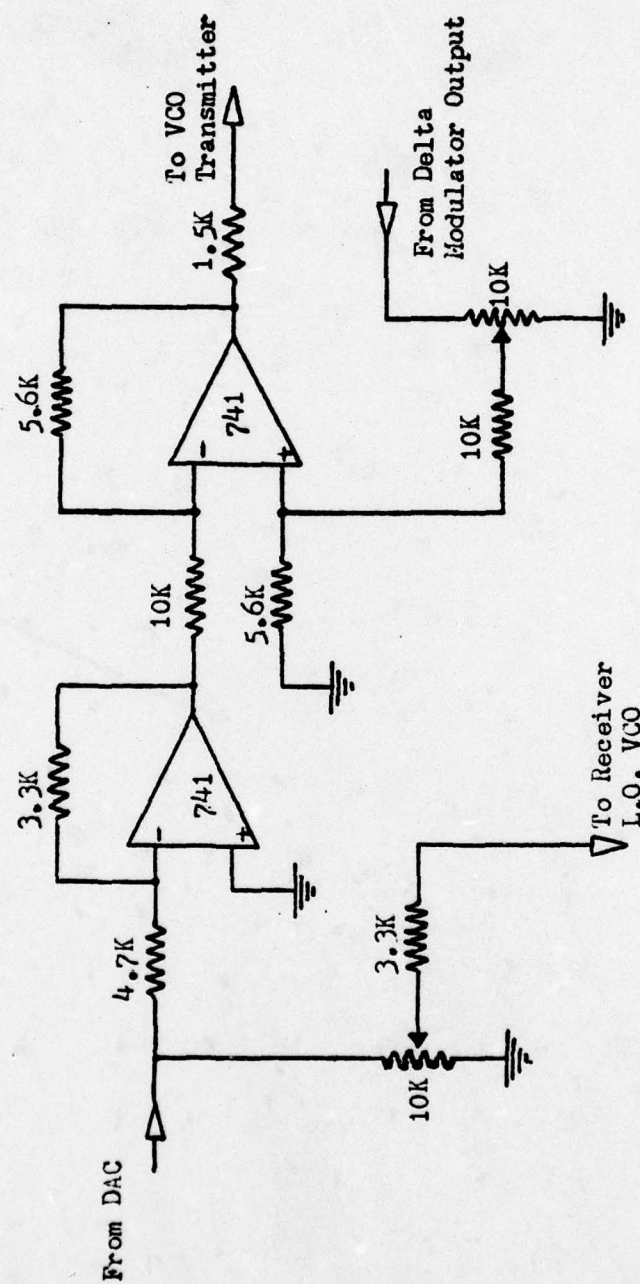 From DAC
4.7K
3.3K
-
+
741
10K
5.6K
-
+
741
5.6K
1.5K
To VCO
Transmitter
10K
3.3K
To Receiver
L.O. VCO
10K
10K
From Delta
Modulator Output